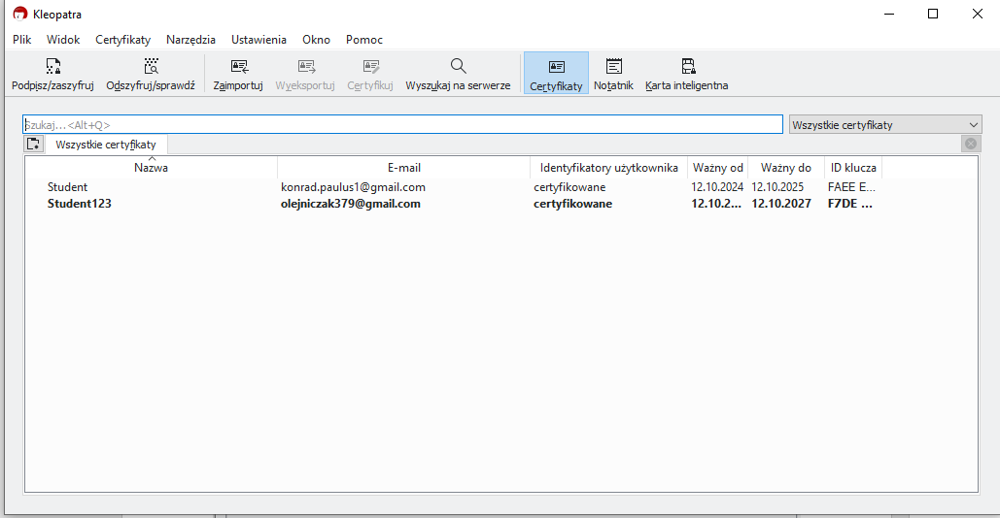 Kleopatra
Plik Widok Certyfikaty Narzędzia Ustawienia Okno Pomoc
Podpisz/zaszyfruj Odszyfruj/sprawdź Zaimportuj Wyeksportuj Certyfikuj Wyszukaj na serwerze Certyfikaty Notatnik Karta inteligentna
Szukaj...<Alt+Q> Wszystkie certyfikaty
Wszystkie certyfikaty
Nazwa E-mail Identyfikatory użytkownika Ważny od Ważny do ID klucza
Student konrad.paulus1@gmail.com certyfikowane 12.10.2024 12.10.2025 FAEE E...
Student123 olejniczak379@gmail.com certyfikowane 12.10.2... 12.10.2027 F7DE ...